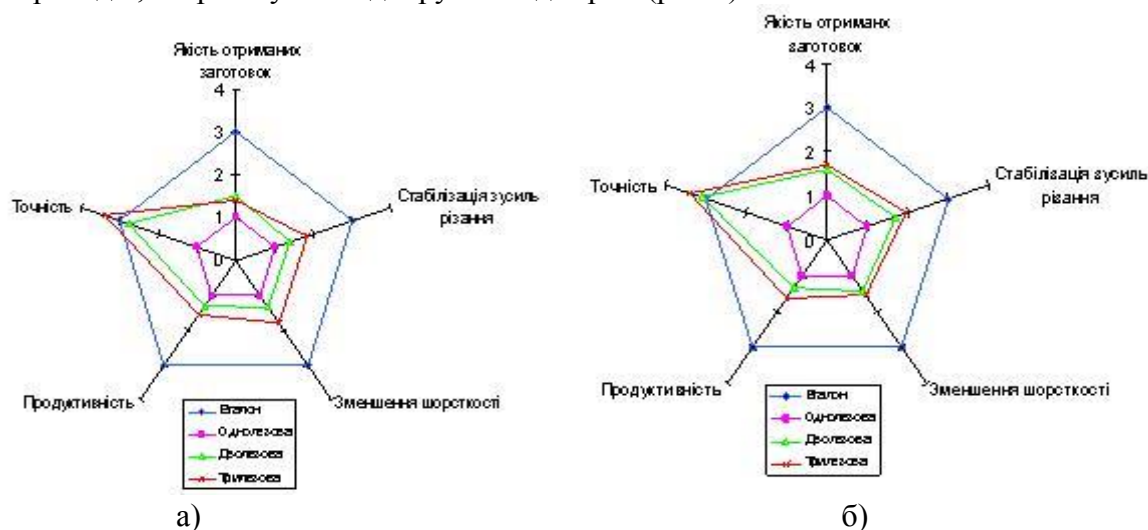 Якість отриманих
заготовок
4
3
2
1
0
Стабілізація зусиль
різання
Зменшення шорсткості
Продуктивність
Точність
Еталон
Однолезова
Дволезова
Трилезова
а)
Якість отриманх
заготовок
4
3
2
1
0
Стабілізація зусиль
різання
Зменшення шорсткості
Продуктивність
Точність
Еталон
Однолезова
Дволезова
Трилезова
б)